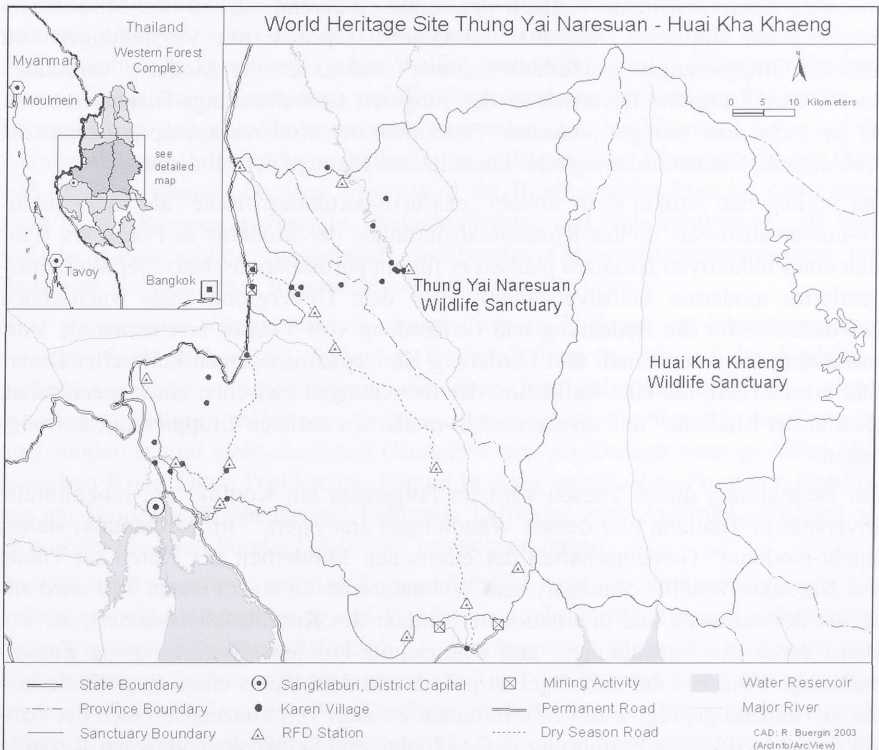 World Heritage Site Thung Yai Naresuan - Huai Kha Khaeng
Thailand
Western Forest
Complex
Myanmar
Moulmein
see
detailed
map
Tavoy
Bangkok
0 5 10 Kilometers
Thung Yai Naresuan
Wildlife Sanctuary
Huai Kha Khaeng
Wildlife Sanctuary
State Boundary
Province Boundary
Sanctuary Boundary
Sangklaburi, District Capital
Karen Village
RFD Station
Mining Activity
Permanent Road
Dry Season Road
Water Reservoir
Major River
CAD: R. Buergin 2003
(ArcInfo/ArcView)